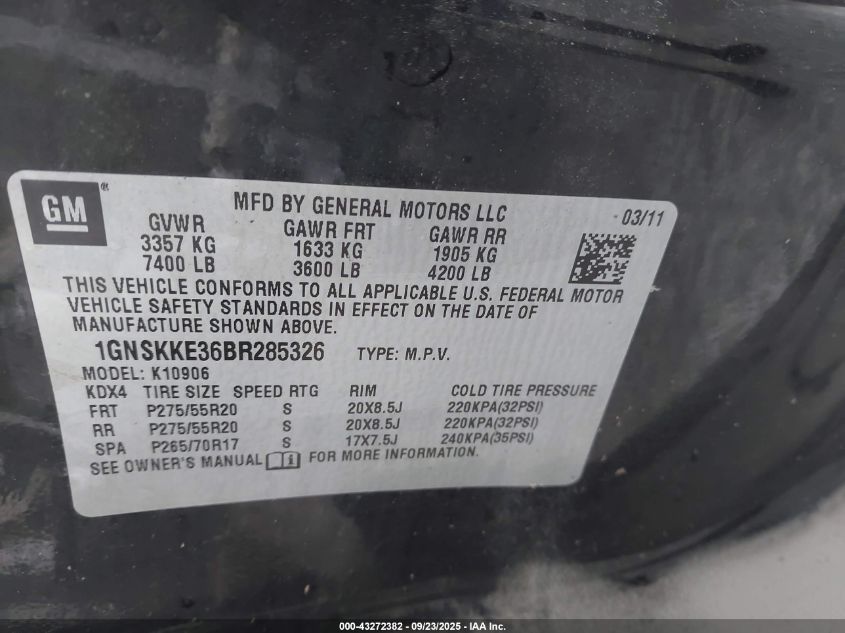 GM ®
MFD BY GENERAL MOTORS LLC 03/11
GVWR GAWR FRT GAWR RR
3357 KG 1633 KG 1905 KG
7400 LB 3600 LB 4200 LB
THIS VEHICLE CONFORMS TO ALL APPLICABLE U.S. FEDERAL MOTOR
VEHICLE SAFETY STANDARDS IN EFFECT ON THE DATE OF
MANUFACTURE SHOWN ABOVE.
1GNSKKE36BR285326 TYPE: M.P.V.
MODEL: K10906
KDX4 TIRE SIZE SPEED RTG RIM COLD TIRE PRESSURE
FRT P275/55R20 S 20X8.5J 220KPA(32PSI)
RR P275/55R20 S 20X8.5J 220KPA(32PSI)
SPA P265/70R17 S 17X7.5J 240KPA(35PSI)
SEE OWNER'S MANUAL i FOR MORE INFORMATION.
000-43272382 - 09/23/2025 - IAA Inc.